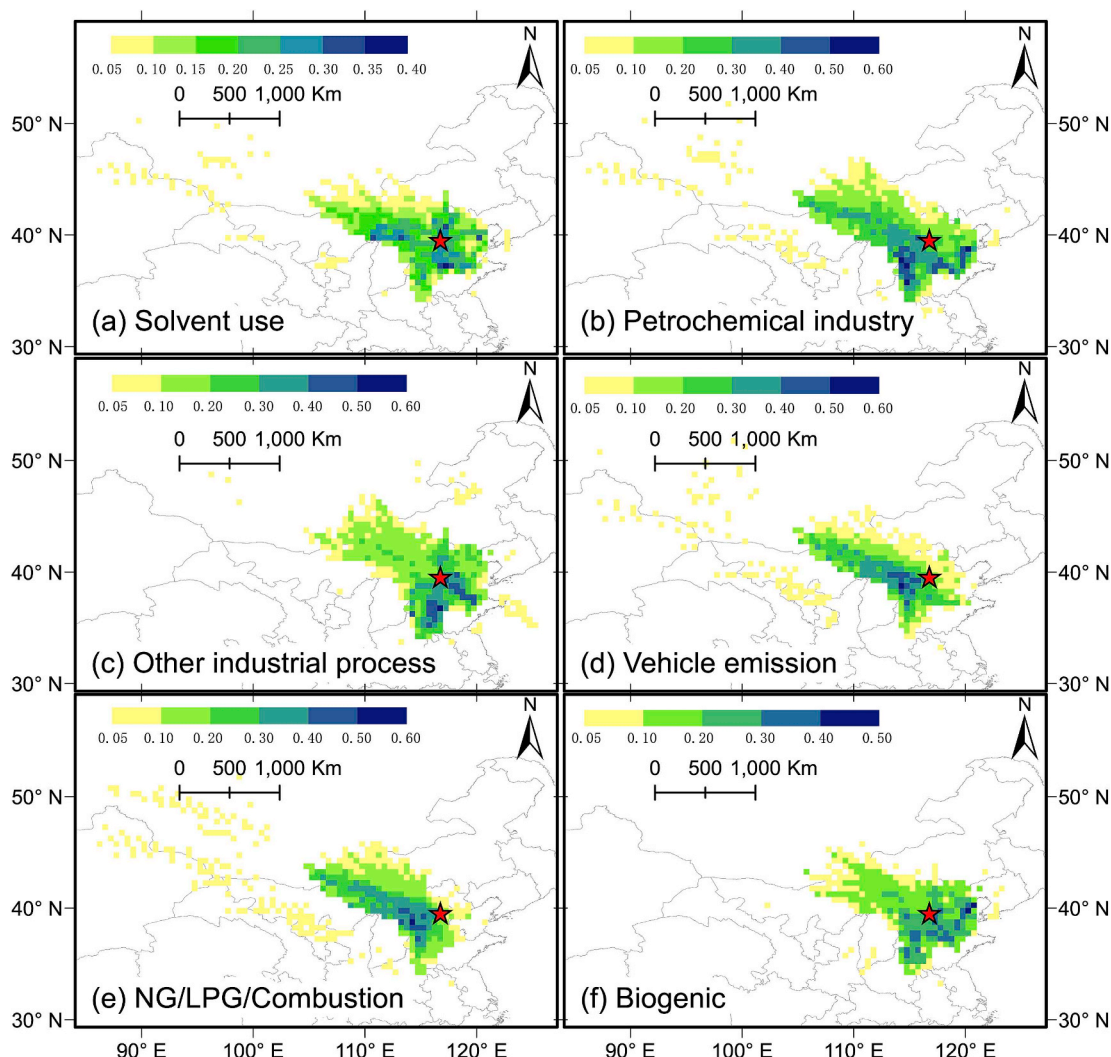 N
0.05 0.10 0.15 0.20 0.25 0.30 0.35 0.40
0 500 1,000 Km
50° N
40° N
30° N
(a) Solvent use
N
0.05 0.10 0.20 0.30 0.40 0.50 0.60
0 500 1,000 Km
50° N
40° N
30° N
(b) Petrochemical industry
N
0.05 0.10 0.20 0.30 0.40 0.50 0.60
0 500 1,000 Km
50° N
40° N
30° N
(c) Other industrial process
N
0.05 0.10 0.20 0.30 0.40 0.50 0.60
0 500 1,000 Km
50° N
40° N
30° N
(d) Vehicle emission
N
0.05 0.10 0.20 0.30 0.40 0.50 0.60
0 500 1,000 Km
50° N
40° N
30° N
(e) NG/LPG/Combustion
90° E 100° E 110° E 120° E
N
0.05 0.10 0.20 0.30 0.40 0.50
0 500 1,000 Km
50° N
40° N
30° N
(f) Biogenic
90° E 100° E 110° E 120° E